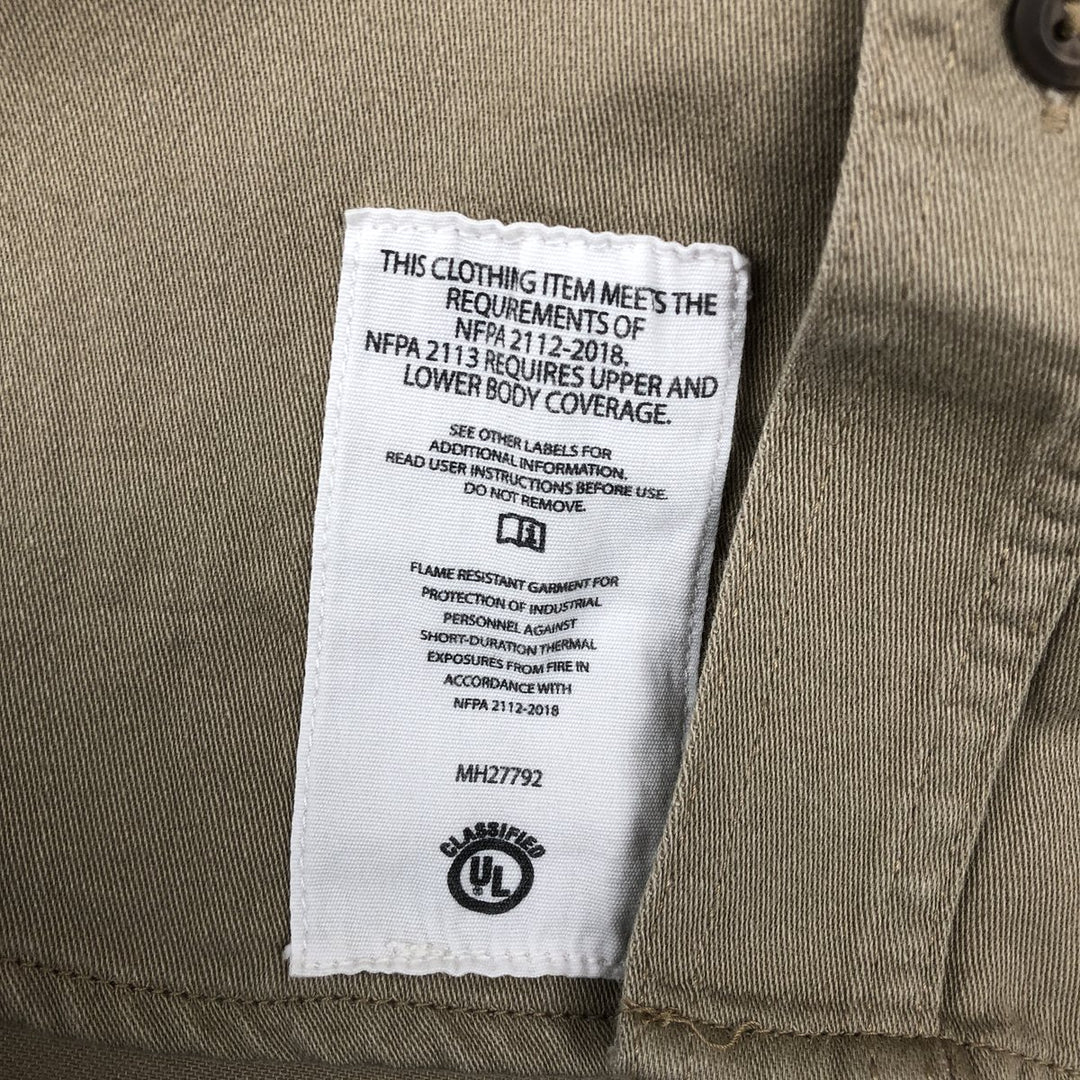 THIS CLOTHING ITEM MEETS THE
REQUREMENTS OF
NFPA 2112-2018.
NFPA 2113 REQUIRES UPPER AND
LOWER BODY COVERAGE.
SEE OTHER LABELS FOR
ADDITIONAL INFORMATION.
READ USER INSTRUCTIONS BEFORE USE.
DO NOT REMOVE.
FLAME RESISTANT GARMENT FOR
PROTECTION OF INDUSTRIAL
PERSONNEL AGAINST
SHORT-DURATION THERMAL
EXPOSURES FROM FIRE IN
ACCORDANCE WITH
NFPA 2112-2018
MH27792
CLASSIFIED
UL